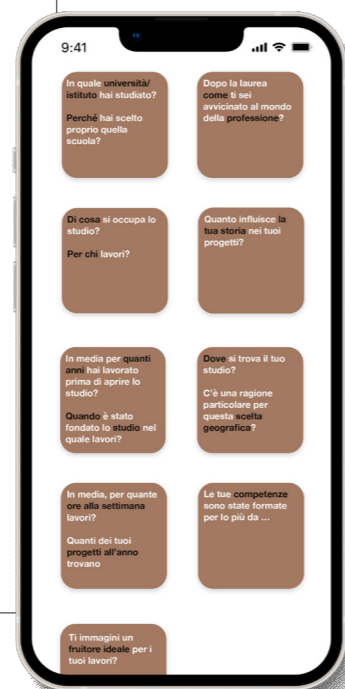 9:41
In quale università/
istituto hai studiato?
Perché hai scelto
proprio quella
scuola?
Dopo la laurea
come ti sei
avvicinato al mondo
della professione?
Di cosa si occupa lo
studio?
Per chi lavori?
Quanto influisce la
tua storia nei tuoi
progetti?
In media per quanti
anni hai lavorato
prima di aprire lo
studio?
Quando è stato
fondato lo studio nel
quale lavori?
Dove si trova il tuo
studio?
C'è una ragione
particolare per
questa scelta
geografica?
In media, per quante
ore alla settimana
lavori?
Quanti dei tuoi
progetti all'anno
trovano
Le tue competenze
sono state formate
per lo più da ...
Ti immagini un
fruitore ideale per i
tuoi lavori?